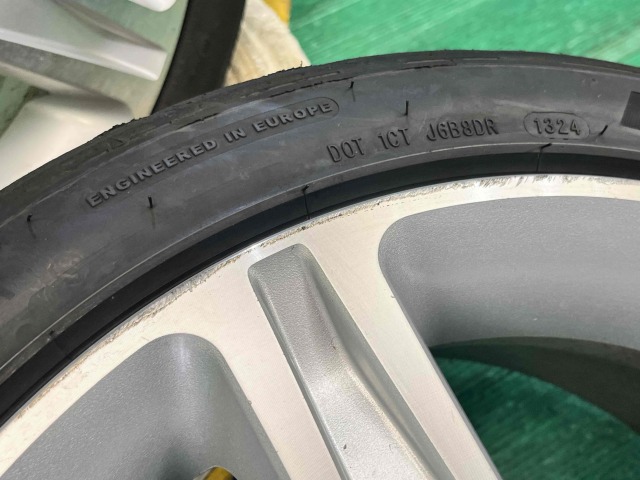 ENGINEERED IN EUROPE
DOT 1CT J6B8DR 1324